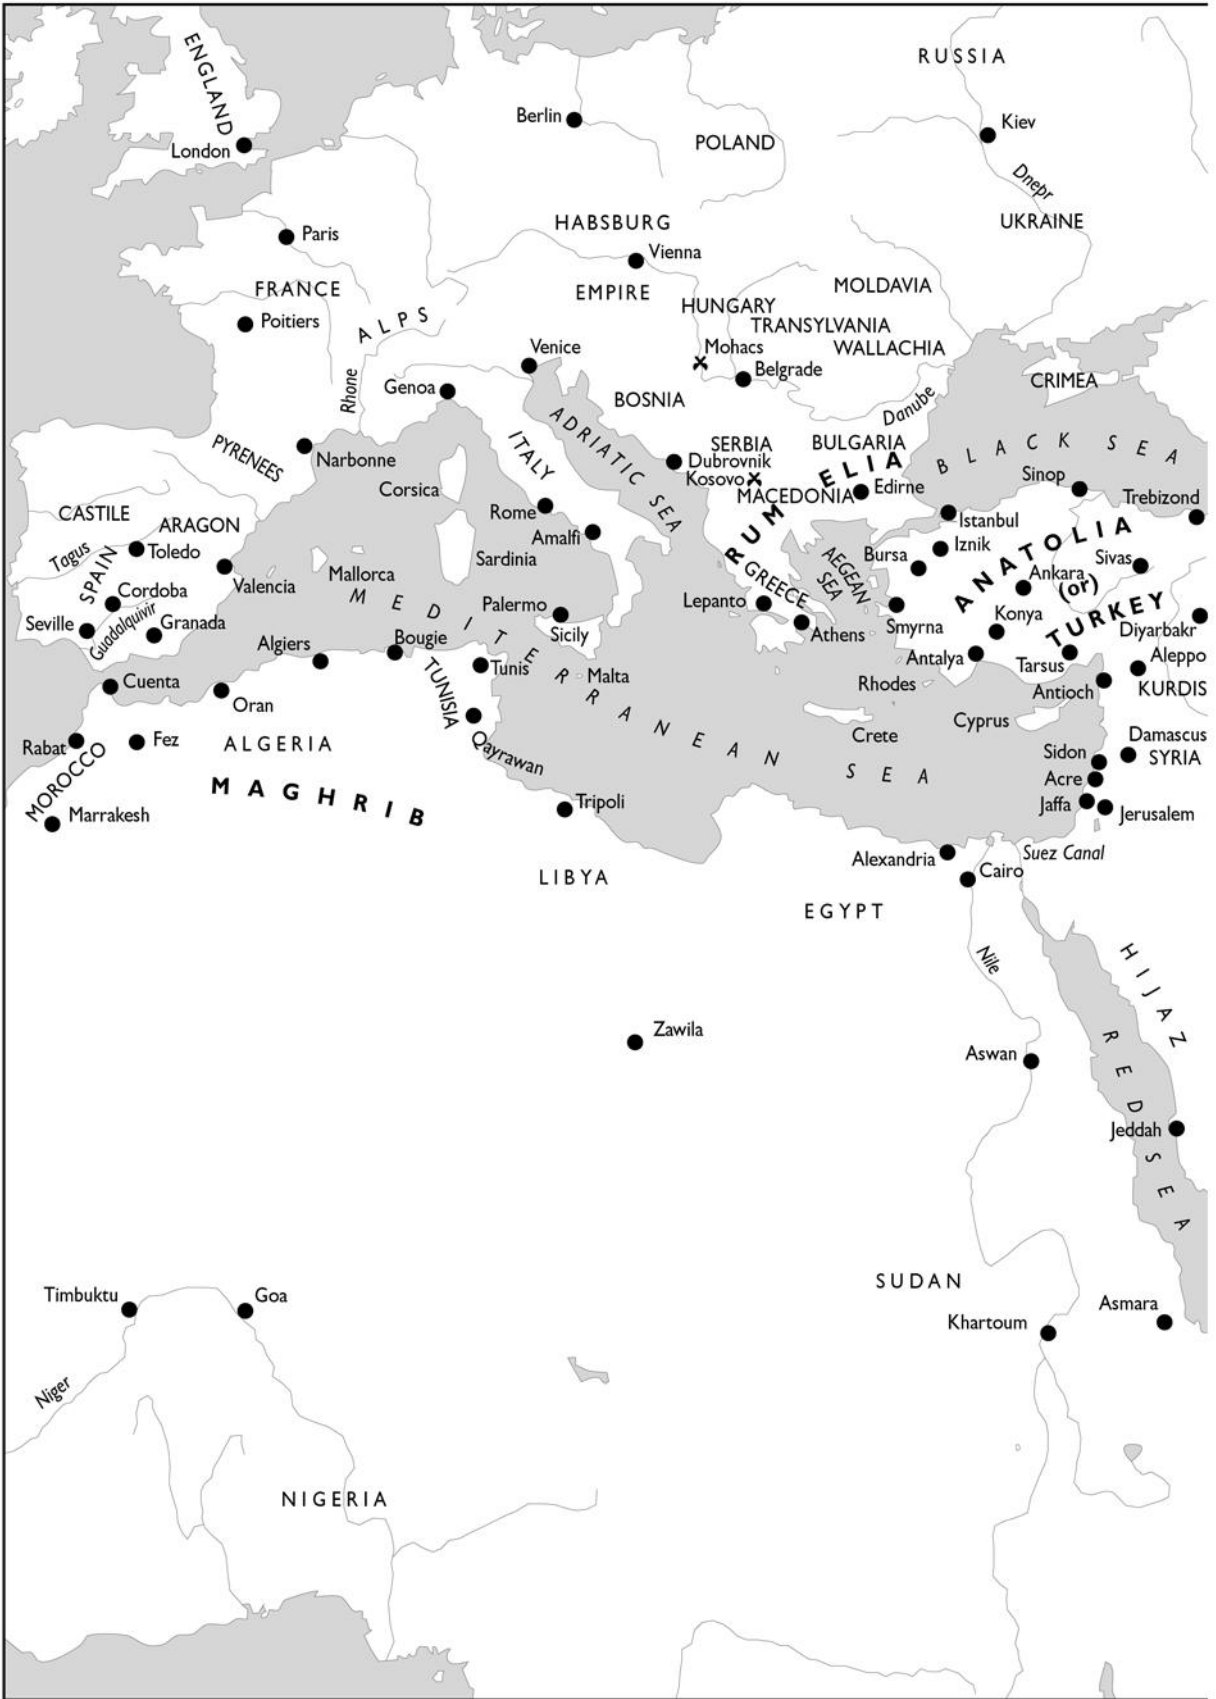 ENGLAND
London
RUSSIA
Berlin
POLAND
Kiev
Dnepr
UKRAINE
Paris
HABSBURG
Vienna
EMPIRE
FRANCE
Poitiers
ALPS
HUNGARY
MOLDAVIA
TRANSYLVANIA
WALLACHIA
Mohacs
Belgrade
Venice
Genoa
Rhone
BOSNIA
Danube
CRIMEA
ADRIATIC SEA
ITALY
PYRENEES
Narbonne
Corsica
SERBIA
BULGARIA
BLACK SEA
Dubrovnik
Kosovo
MACEDONIA
RUM ELIA
Edirne
Sinop
Trebizond
CASTILE
ARAGON
Rome
Amalfi
Istanbul
Iznik
Bursa
ANATOLIA
(or)
TURKEY
Sivas
Ankara
Tagus
Toledo
SPAIN
Valencia
Mallorca
Sardinia
AEGEAN
SEA
GREECE
Cordoba
Seville
Guadalquivir
Granada
MEDITERRANEAN SEA
Palermo
Sicily
Lepanto
Athens
Smyrna
Konya
Diyarbakr
Algiers
Bougie
TUNISIA
Tunis
Malta
Antalya
Tarsus
Aleppo
Rhodes
Antioch
KURDIS
Cuenta
Oran
Crete
Cyprus
Rabat
Fez
MOROCCO
ALGERIA
Qayrawan
Damascus
Sidon
SYRIA
Acre
MAGHRIB
Marrakesh
Tripoli
Jaffa
Jerusalem
Alexandria
Suez Canal
Cairo
LIBYA
EGYPT
Nile
HIJAZ
Zawila
Aswan
RED SEA
Jeddah
SUDAN
Timbuktu
Goa
Asmara
Khartoum
Niger
NIGERIA